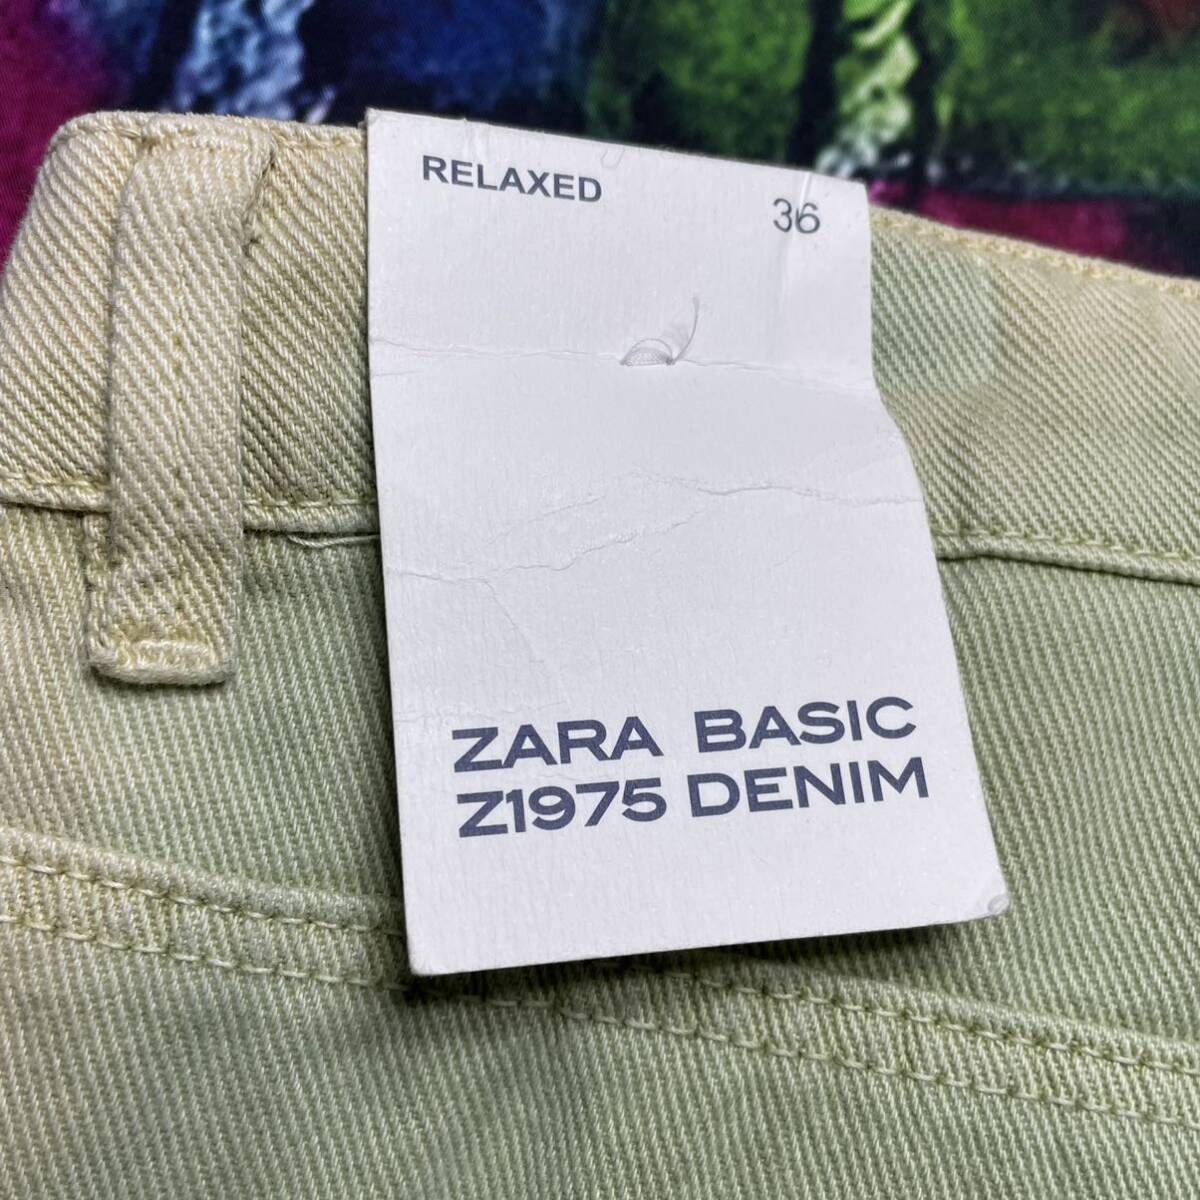 RELAXED
36
ZARA BASIC
Z1975 DENIM